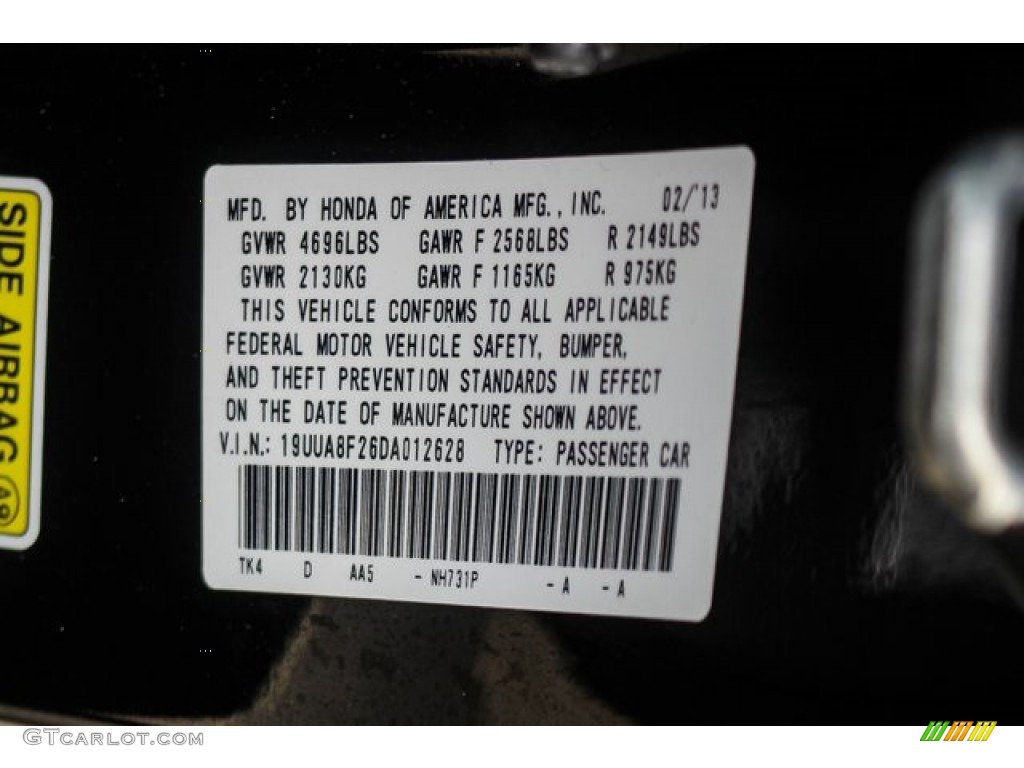 MFD. BY HONDA OF AMERICA MFG., INC. 02/'13
GVWR 4696LBS GAWR F 2568LBS R 2149LBS
GVWR 2130KG GAWR F 1165KG R 975KG
THIS VEHICLE CONFORMS TO ALL APPLICABLE
FEDERAL MOTOR VEHICLE SAFETY, BUMPER,
AND THEFT PREVENTION STANDARDS IN EFFECT
ON THE DATE OF MANUFACTURE SHOWN ABOVE.
V.I.N.: 19UUA8F26DA012628 TYPE: PASSENGER CAR
TK4 D AA5 - NH731P - A - A
SIDE AIRBAG A9
GTCARLOT.COM